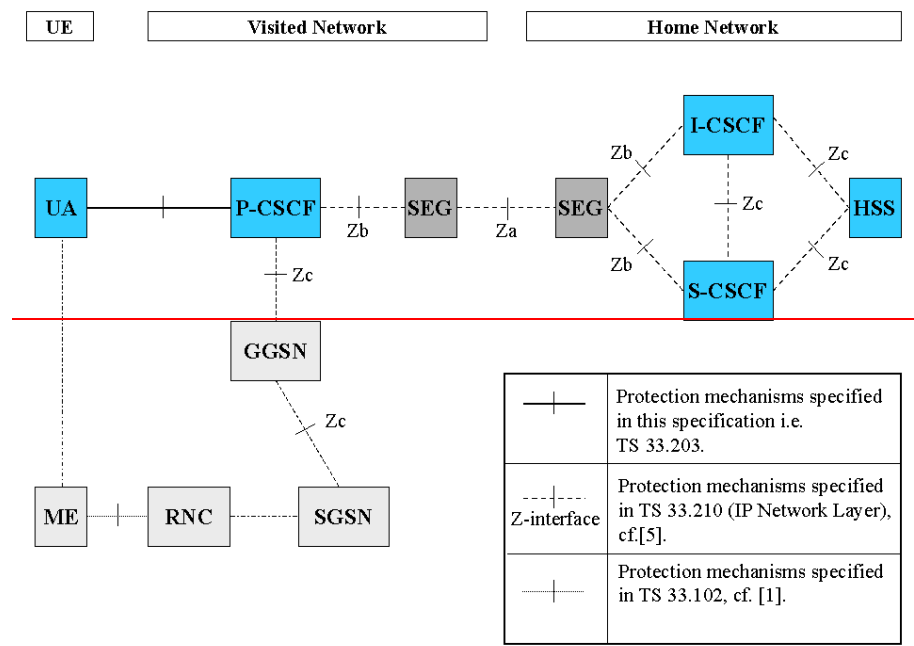 UE
Visited Network
Home Network
I-CSCF
Zb
Zc
UA
P-CSCF
SEG
SEG
Zc
HSS
Zb
Za
Zb
Zc
Zc
S-CSCF
GGSN
Zc
ME
RNC
SGSN
Protection mechanisms specified
in this specification i.e.
TS 33.203.
Z-interface
Protection mechanisms specified
in TS 33.210 (IP Network Layer),
cf.[5].
Protection mechanisms specified
in TS 33.102, cf. [1].